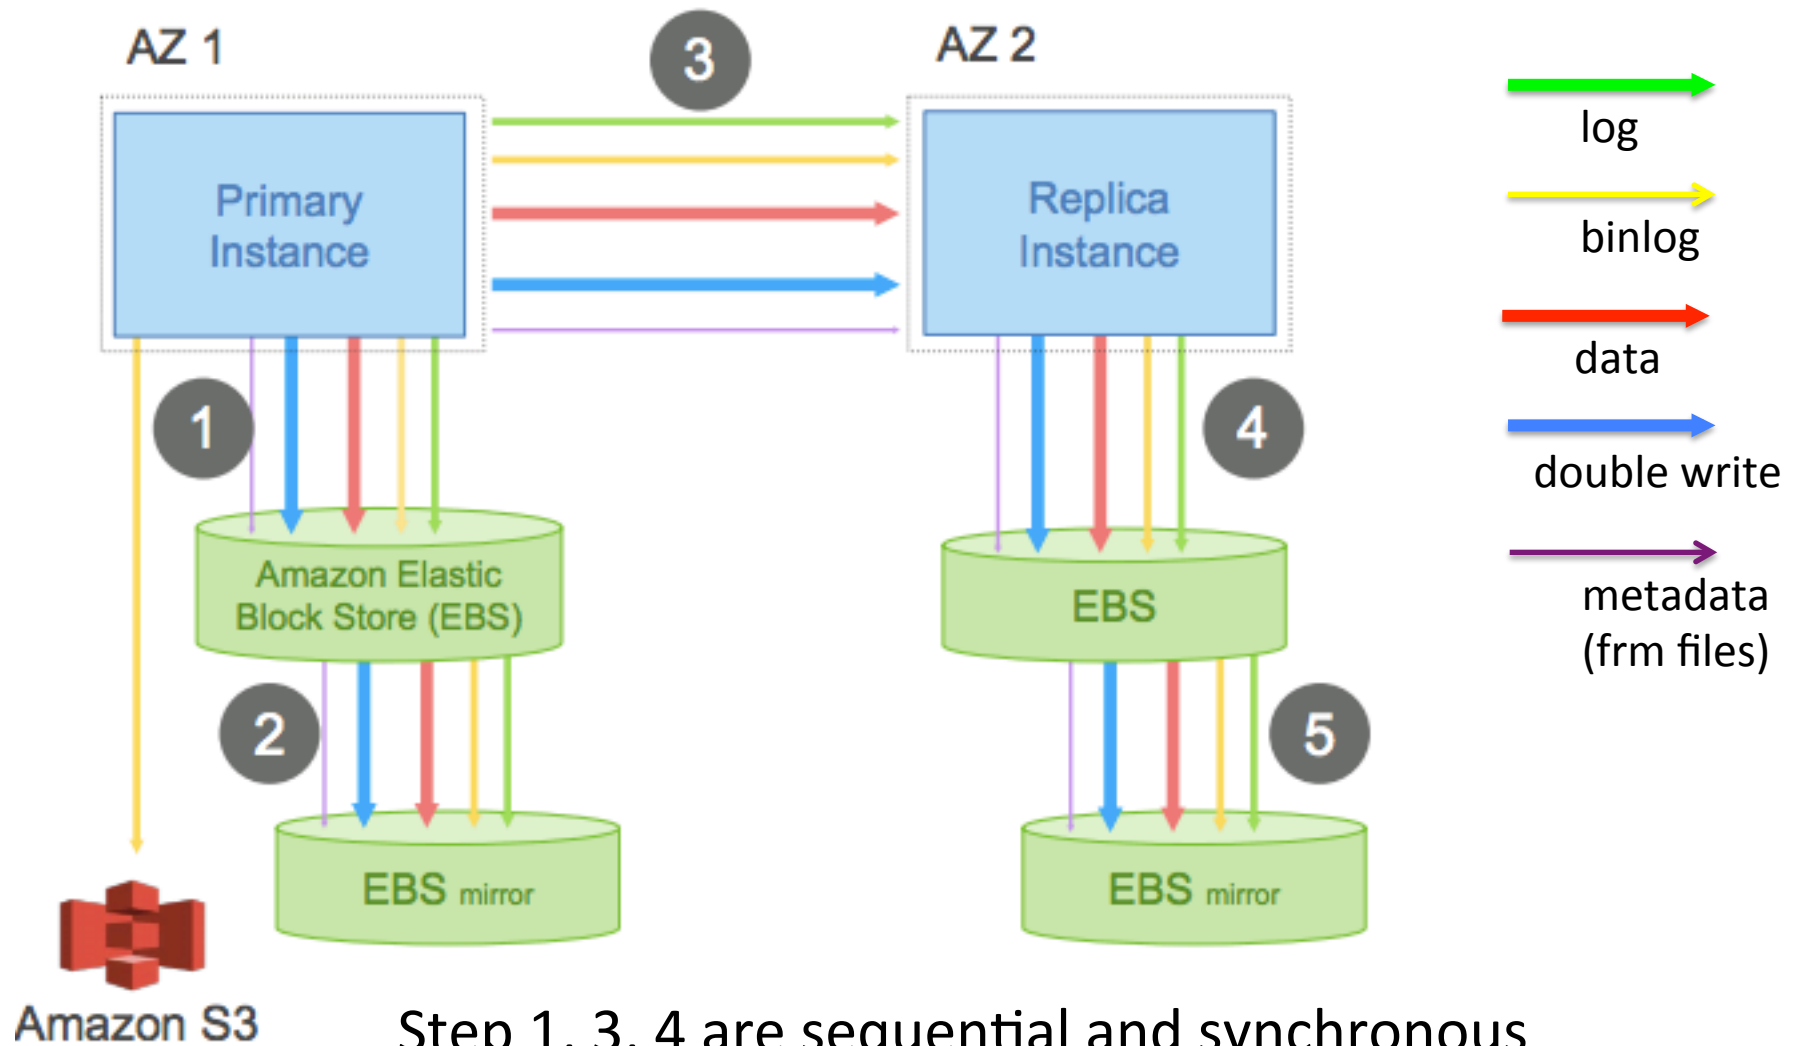 AZ 1
3
AZ 2
Primary
Instance
Replica
Instance
log
binlog
data
double write
metadata
(frm files)
1
4
Amazon Elastic
Block Store (EBS)
EBS
2
5
EBS mirror
EBS mirror
Amazon S3
Step 1, 3, 4 are sequential and synchronous